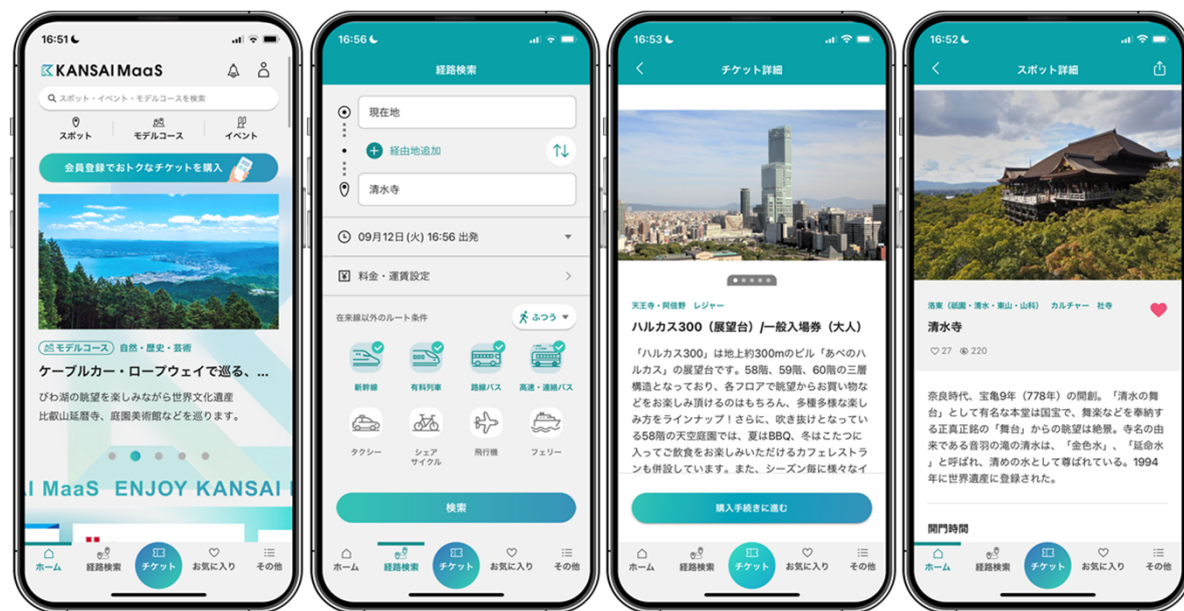 16:51
KANSAI MaaS
スポット・イベント・モデルコースを検索
スポット
モデルコース
イベント
会員登録でおトクなチケットを購入
モデルコース 自然・歴史・芸術
ケーブルカー・ロープウェイで巡る、...
びわ湖の眺望を楽しみながら世界文化遺産
比叡山延暦寺、庭園美術館などを巡ります。
I MaaS ENJOY KANSAI
ホーム
経路検索
チケット
お気に入り
その他
16:56
経路検索
現在地
経由地追加
清水寺
09月12日(火) 16:56 出発
料金・運賃設定
在来線以外のルート条件
ふつう
新幹線
有料列車
路線バス
高速・連絡バス
タクシー
シェア
サイクル
飛行機
フェリー
検索
ホーム
経路検索
チケット
お気に入り
その他
16:53
チケット詳細
天王寺・阿倍野 レジャー
ハルカス300（展望台）/一般入場券（大人）
「ハルカス300」は地上約300mのビル「あべのハ
ルカス」の展望台です。58階、59階、60階の三層
構造となっており、各フロアで眺望からお買い物な
どをお楽しみ頂けるのはもちろん、多種多様な楽し
み方をラインナップ！さらに、吹き抜けとなってい
る58階の天空庭園では、夏はBBQ、冬はこたつに
入ってご飲食をお楽しみいただけるカフェレストラ
ンも併設しています。また、シーズン毎に様々なイ
購入手続きに進む
ホーム
経路検索
チケット
お気に入り
その他
16:52
スポット詳細
洛東（祇園・清水・東山・山科） カルチャー 社寺
清水寺
27 220
奈良時代、宝亀9年（778年）の開創。「清水の舞
台」として有名な本堂は国宝で、舞楽などを奉納す
る正真正銘の「舞台」からの眺望は絶景。寺名の由
来である音羽の滝の清水は、「金色水」、「延命水
」と呼ばれ、清めの水として尊ばれている。1994
年に世界遺産に登録された。
開門時間
ホーム
経路検索
チケット
お気に入り
その他